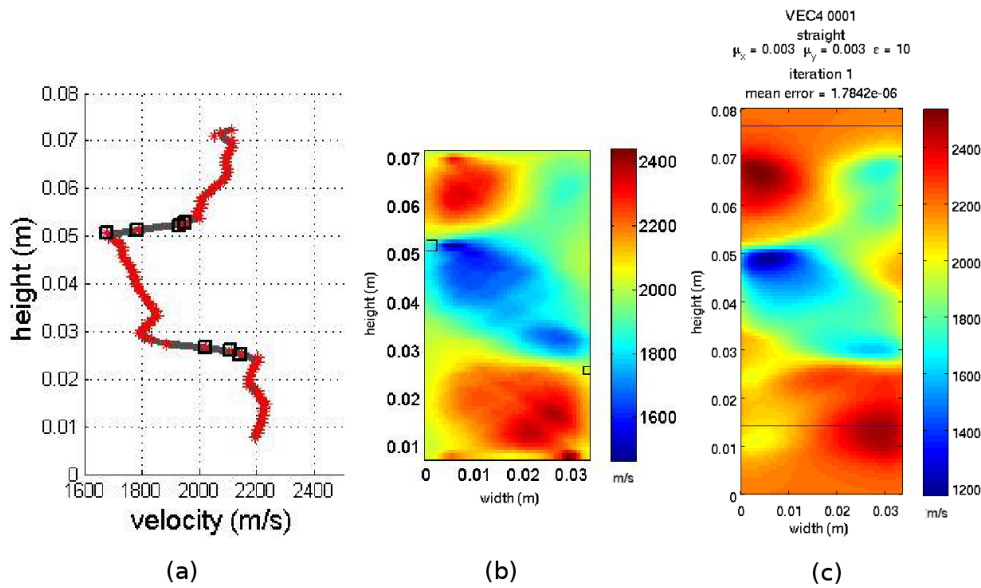 VEC4 0001
straight
μx = 0.003 μy = 0.003 ε = 10
iteration 1
mean error = 1.7842e-06
0.08
0.07
0.06
0.05
0.04
0.03
0.02
0.01
0
1600 1800 2000 2200 2400
height (m)
velocity (m/s)
(a)
0.07
0.06
0.05
0.04
0.03
0.02
0.01
0 0.01 0.02 0.03
height (m)
width (m)
2400
2200
2000
1800
1600
m/s
(b)
0.08
0.07
0.06
0.05
0.04
0.03
0.02
0.01
0
0 0.01 0.02 0.03
height (m)
width (m)
2400
2200
2000
1800
1600
1400
1200
m/s
(c)